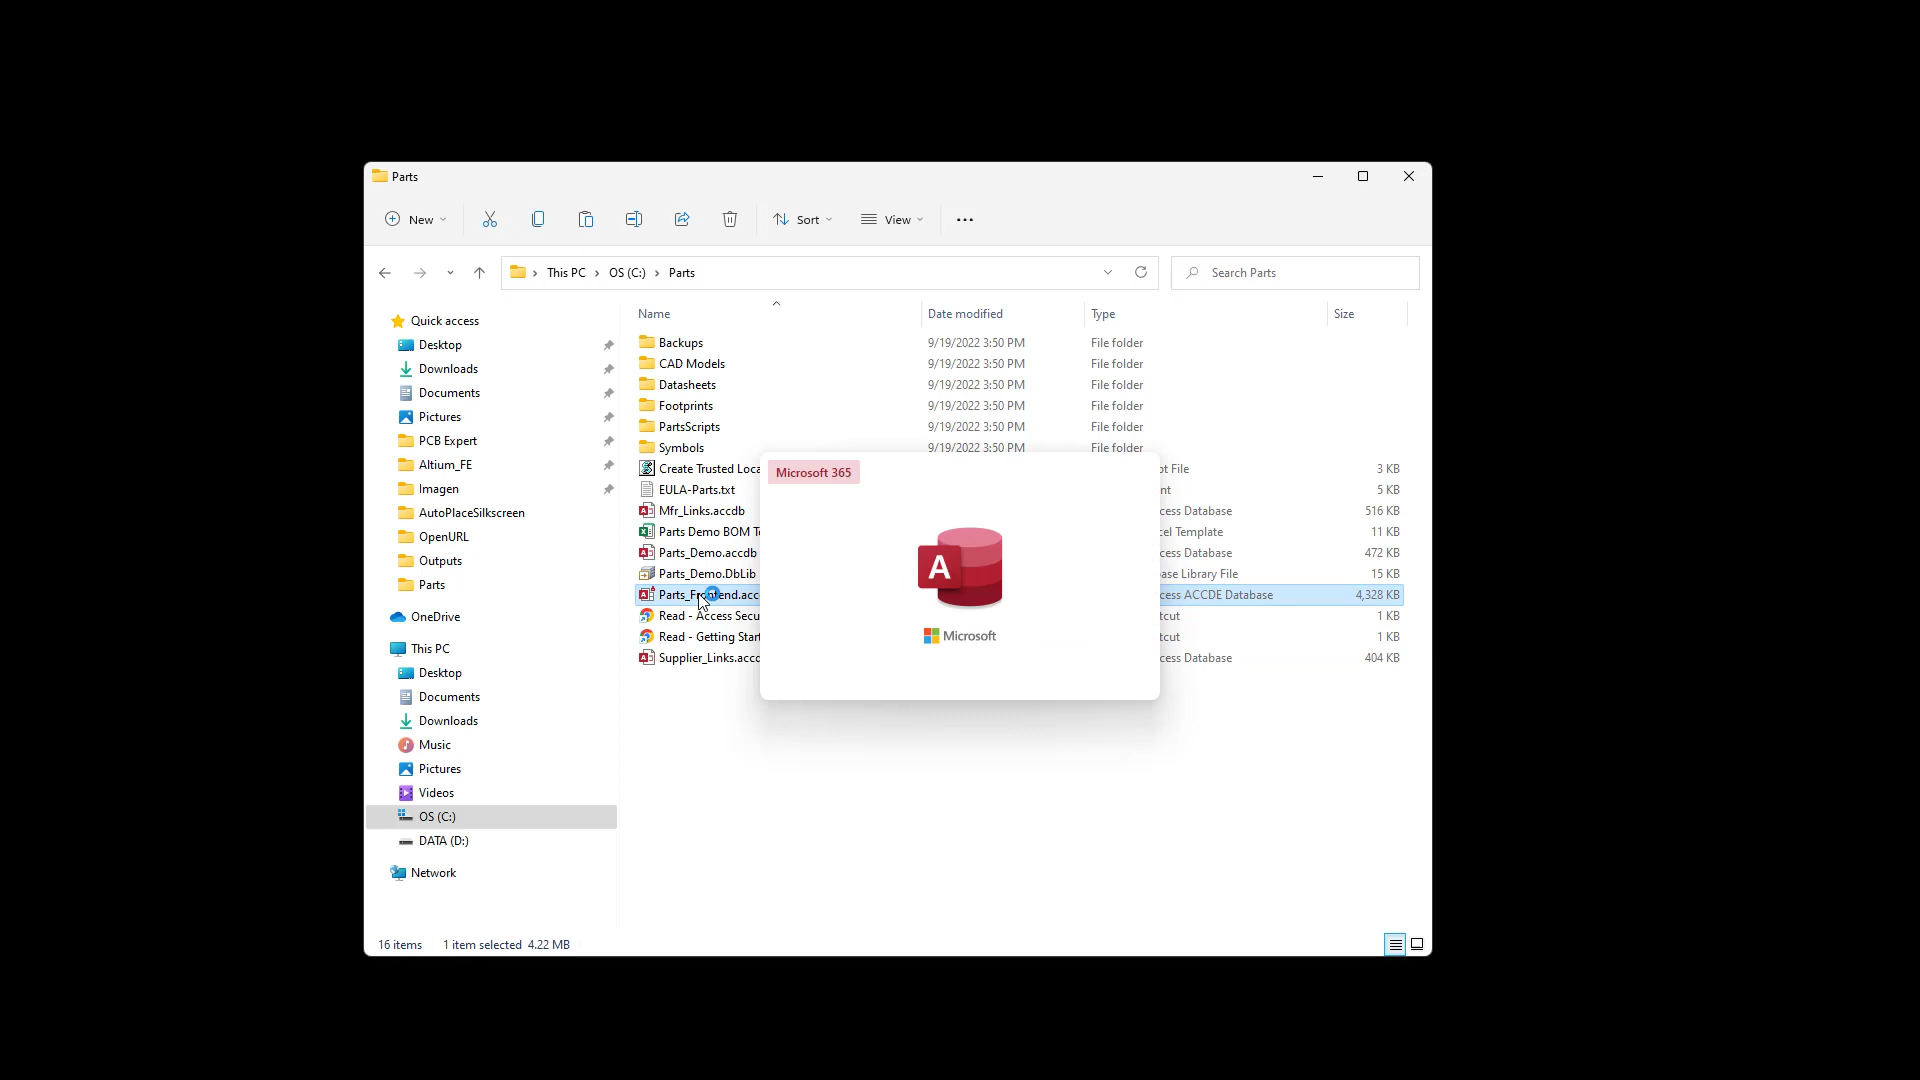 Parts
New
Sort
View
This PC
OS (C:)
Parts
Search Parts
Name
Date modified
Type
Size
Quick access
Desktop
Downloads
Documents
Pictures
PCB Expert
Altium_FE
Imagen
AutoPlaceSilkscreen
OpenURL
Outputs
Parts
OneDrive
This PC
Desktop
Documents
Downloads
Music
Pictures
Videos
OS (C:)
DATA (D:)
Network
Backups 9/19/2022 3:50 PM File folder
CAD Models 9/19/2022 3:50 PM File folder
Datasheets 9/19/2022 3:50 PM File folder
Footprints 9/19/2022 3:50 PM File folder
PartsScripts 9/19/2022 3:50 PM File folder
Symbols 9/19/2022 3:50 PM File folder
Create Trusted Loca pt File 3 KB
EULA-Parts.txt nt 5 KB
Mfr_Links.accdb cess Database 516 KB
Parts Demo BOM Te cel Template 11 KB
Parts_Demo.accdb cess Database 472 KB
Parts_Demo.DbLib ase Library File 15 KB
cess ACCDE Database 4,328 KB
Read - Access Secu tcut 1 KB
Read - Getting Start tcut 1 KB
Supplier_Links.accd cess Database 404 KB
Microsoft 365
A
Microsoft
16 items 1 item selected 4.22 MB